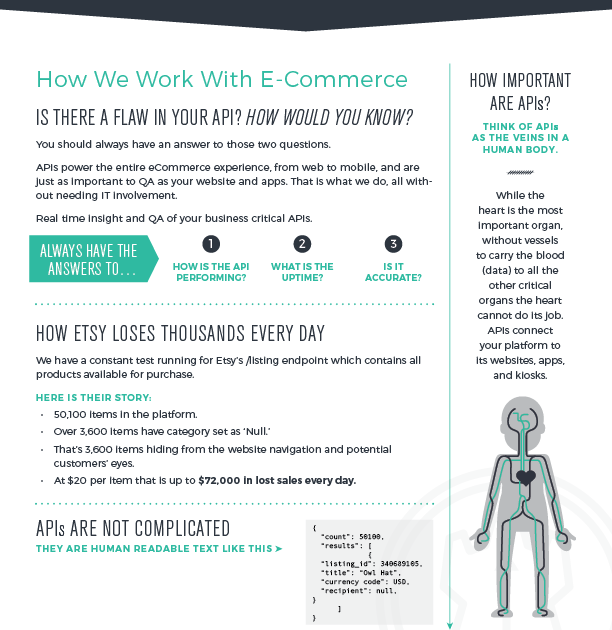 How We Work With E-Commerce
IS THERE A FLAW IN YOUR API? HOW WOULD YOU KNOW?
You should always have an answer to those two questions.
APIs power the entire eCommerce experience, from web to mobile, and are
just as important to QA as your website and apps. That is what we do, all with-
out needing IT involvement.
Real time insight and QA of your business critical APIs.
ALWAYS HAVE THE
ANSWERS TO...
1
HOW IS THE API
PERFORMING?
2
WHAT IS THE
UPTIME?
3
IS IT
ACCURATE?
HOW ETSY LOSES THOUSANDS EVERY DAY
We have a constant test running for Etsy's /listing endpoint which contains all
products available for purchase.
HERE IS THEIR STORY:
• 50,100 items in the platform.
• Over 3,600 items have category set as 'Null.'
• That's 3,600 items hiding from the website navigation and potential
customers' eyes.
• At $20 per item that is up to $72,000 in lost sales every day.
APIs ARE NOT COMPLICATED
THEY ARE HUMAN READABLE TEXT LIKE THIS ➤
{
"count": 50100,
"results": [
{
"listing_id": 340689105,
"title": "Owl Hat",
"currency code": USD,
"recipient": null,
}
]
}
HOW IMPORTANT
ARE APIs?
THINK OF APIs
AS THE VEINS IN A
HUMAN BODY.
While the
heart is the most
important organ,
without vessels
to carry the blood
(data) to all the
other critical
organs the heart
cannot do its job.
APIs connect
your platform to
its websites, apps,
and kiosks.